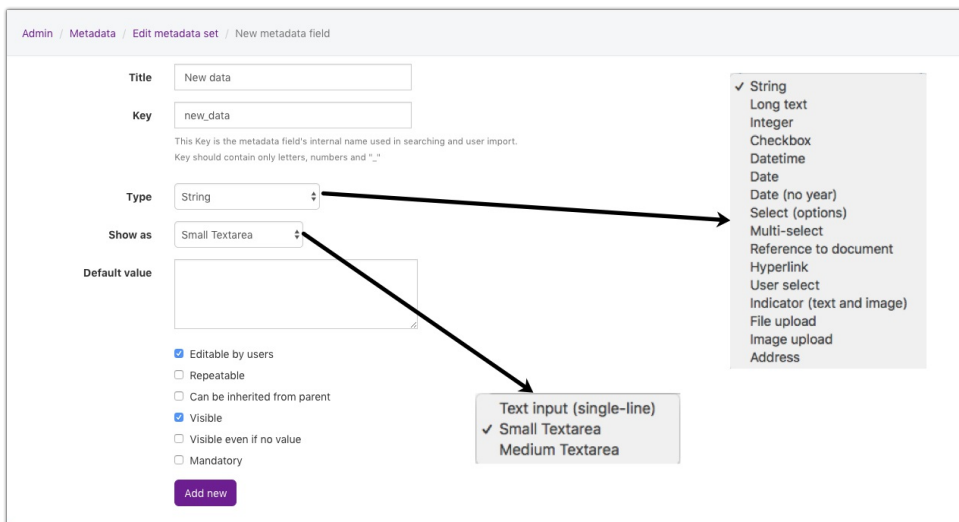 Admin / Metadata / Edit metadata set / New metadata field
Title
New data
Key
new_data
This Key is the metadata field's internal name used in searching and user import.
Key should contain only letters, numbers and "_"
Type
String
Show as
Small Textarea
Default value
Editable by users
Repeatable
Can be inherited from parent
Visible
Visible even if no value
Mandatory
Add new
✓ String
Long text
Integer
Checkbox
Datetime
Date
Date (no year)
Select (options)
Multi-select
Reference to document
Hyperlink
User select
Indicator (text and image)
File upload
Image upload
Address
Text input (single-line)
✓ Small Textarea
Medium Textarea